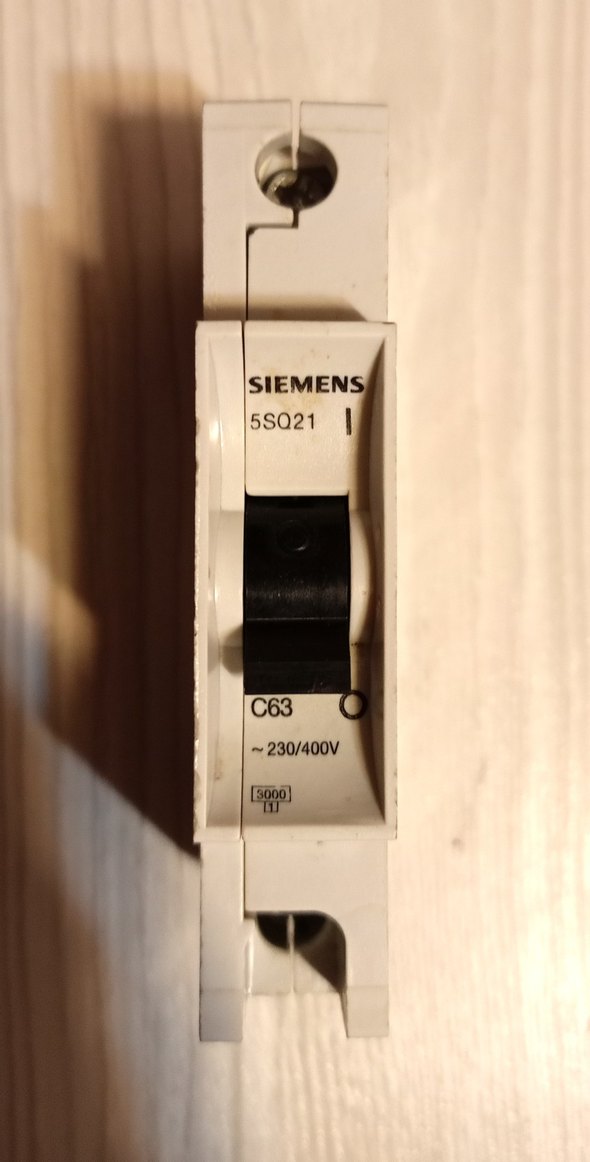 SIEMENS
5SQ21 I
C63 O
~230/400V
3000
1